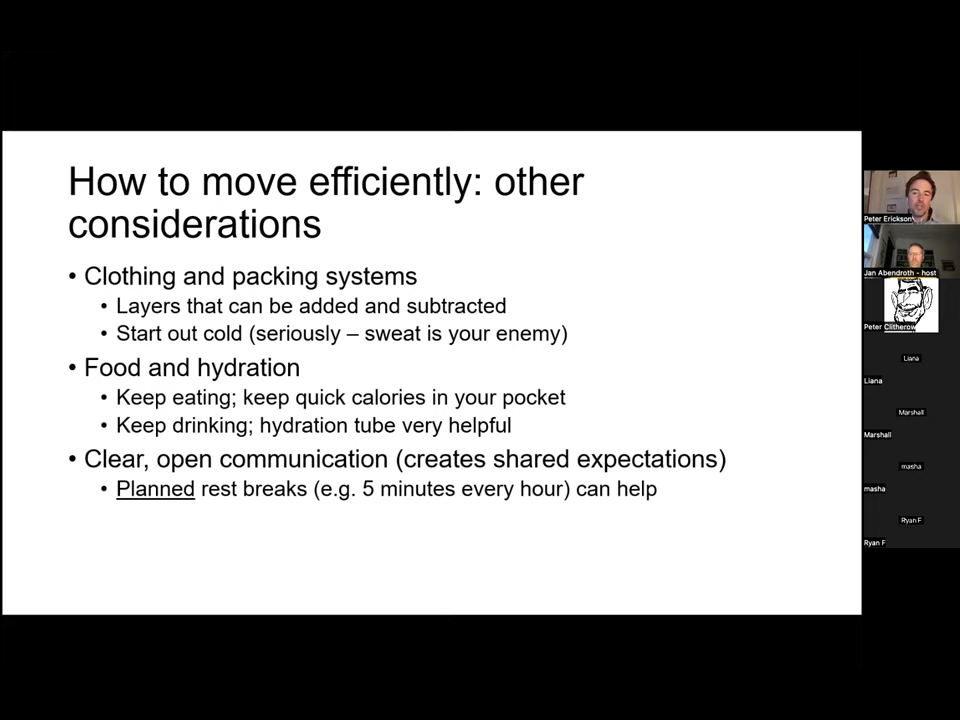 How to move efficiently: other
considerations
• Clothing and packing systems
• Layers that can be added and subtracted
• Start out cold (seriously – sweat is your enemy)
• Food and hydration
• Keep eating; keep quick calories in your pocket
• Keep drinking; hydration tube very helpful
• Clear, open communication (creates shared expectations)
• Planned rest breaks (e.g. 5 minutes every hour) can help
Peter Erickson
Jan Abendroth - host
Peter Clitherow
Liana
Liana
Marshall
Marshall
masha
masha
Ryan F
Ryan F